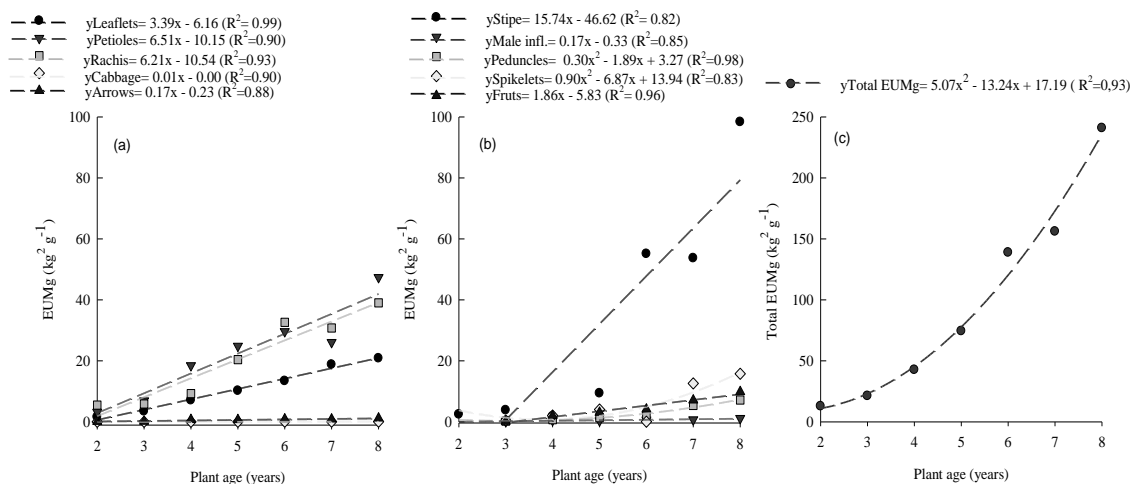 yLeaflets= 3.39x - 6.16 (R²= 0.99)
yPetioles= 6.51x - 10.15 (R²=0.90)
yRachis= 6.21x - 10.54 (R²=0.93)
yCabbage= 0.01x - 0.00 (R²=0.90)
yArrows= 0.17x - 0.23 (R²=0.88)
yStipe= 15.74x - 46.62 (R²= 0.82)
yMale infl.= 0.17x - 0.33 (R²=0.85)
yPeduncles= 0.30x² - 1.89x + 3.27 (R²=0.98)
ySpikelets= 0.90x² - 6.87x + 13.94 (R²=0.83)
yFruts= 1.86x - 5.83 (R²= 0.96)
yTotal EUMg= 5.07x² - 13.24x + 17.19 ( R²=0,93)
(a)
EUMg (kg² g⁻¹)
100
80
60
40
20
0
2 3 4 5 6 7 8
Plant age (years)
(b)
EUMg (kg² g⁻¹)
100
80
60
40
20
0
2 3 4 5 6 7 8
Plant age (years)
(c)
Total EUMg (kg² g⁻¹)
250
200
150
100
50
0
2 3 4 5 6 7 8
Plant age (years)